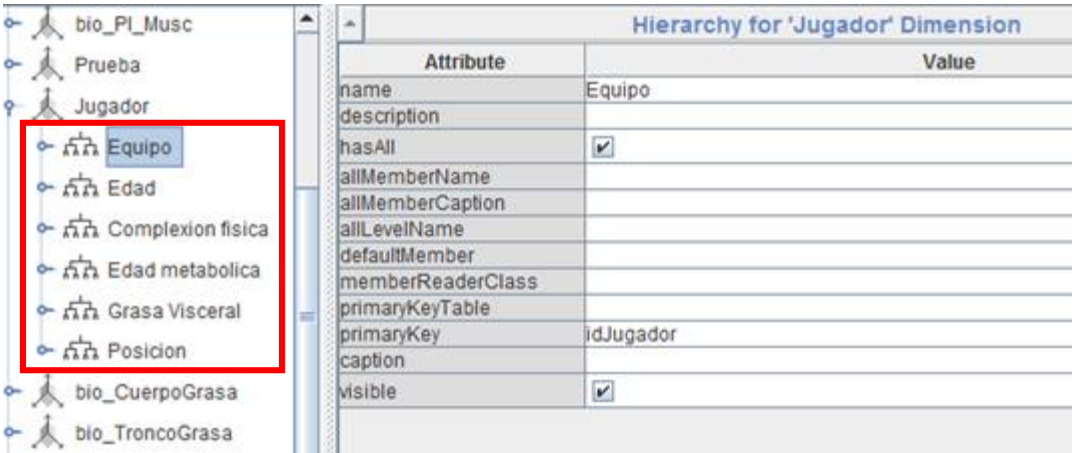 bio_PI_Musc
Prueba
Jugador
Equipo
Edad
Complexion fisica
Edad metabolica
Grasa Visceral
Posicion
bio_CuerpoGrasa
bio_TroncoGrasa
Hierarchy for 'Jugador' Dimension
Attribute Value
name Equipo
description
hasAll
allMemberName
allMemberCaption
allLevelName
defaultMember
memberReaderClass
primaryKeyTable
primaryKey idJugador
caption
visible